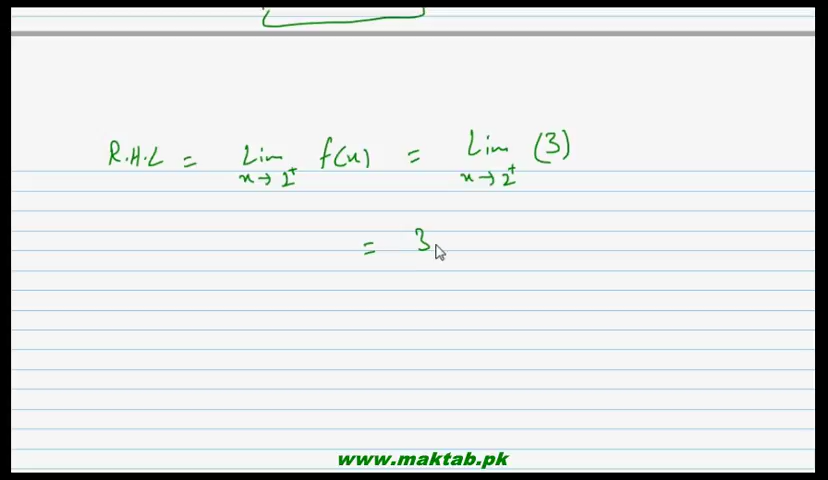 R.H.L = Lim x→2⁺ f(x) = Lim x→2⁺ (3)
= 3
www.maktab.pk